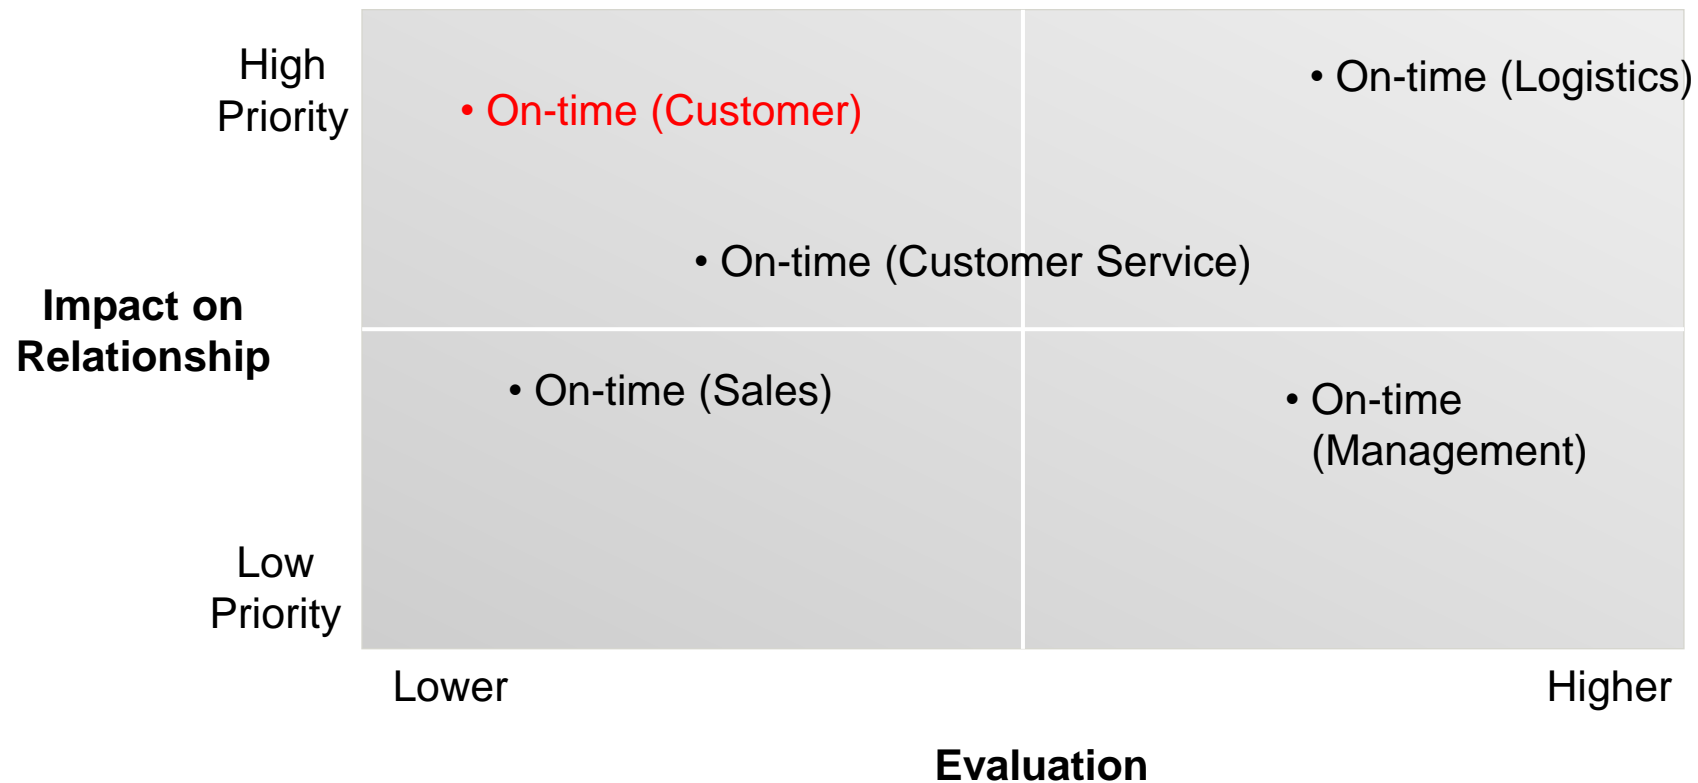 High
Priority
• On-time (Customer)
• On-time (Logistics)
• On-time (Customer Service)
Impact on
Relationship
• On-time (Sales)
• On-time
(Management)
Low
Priority
Lower
Higher
Evaluation